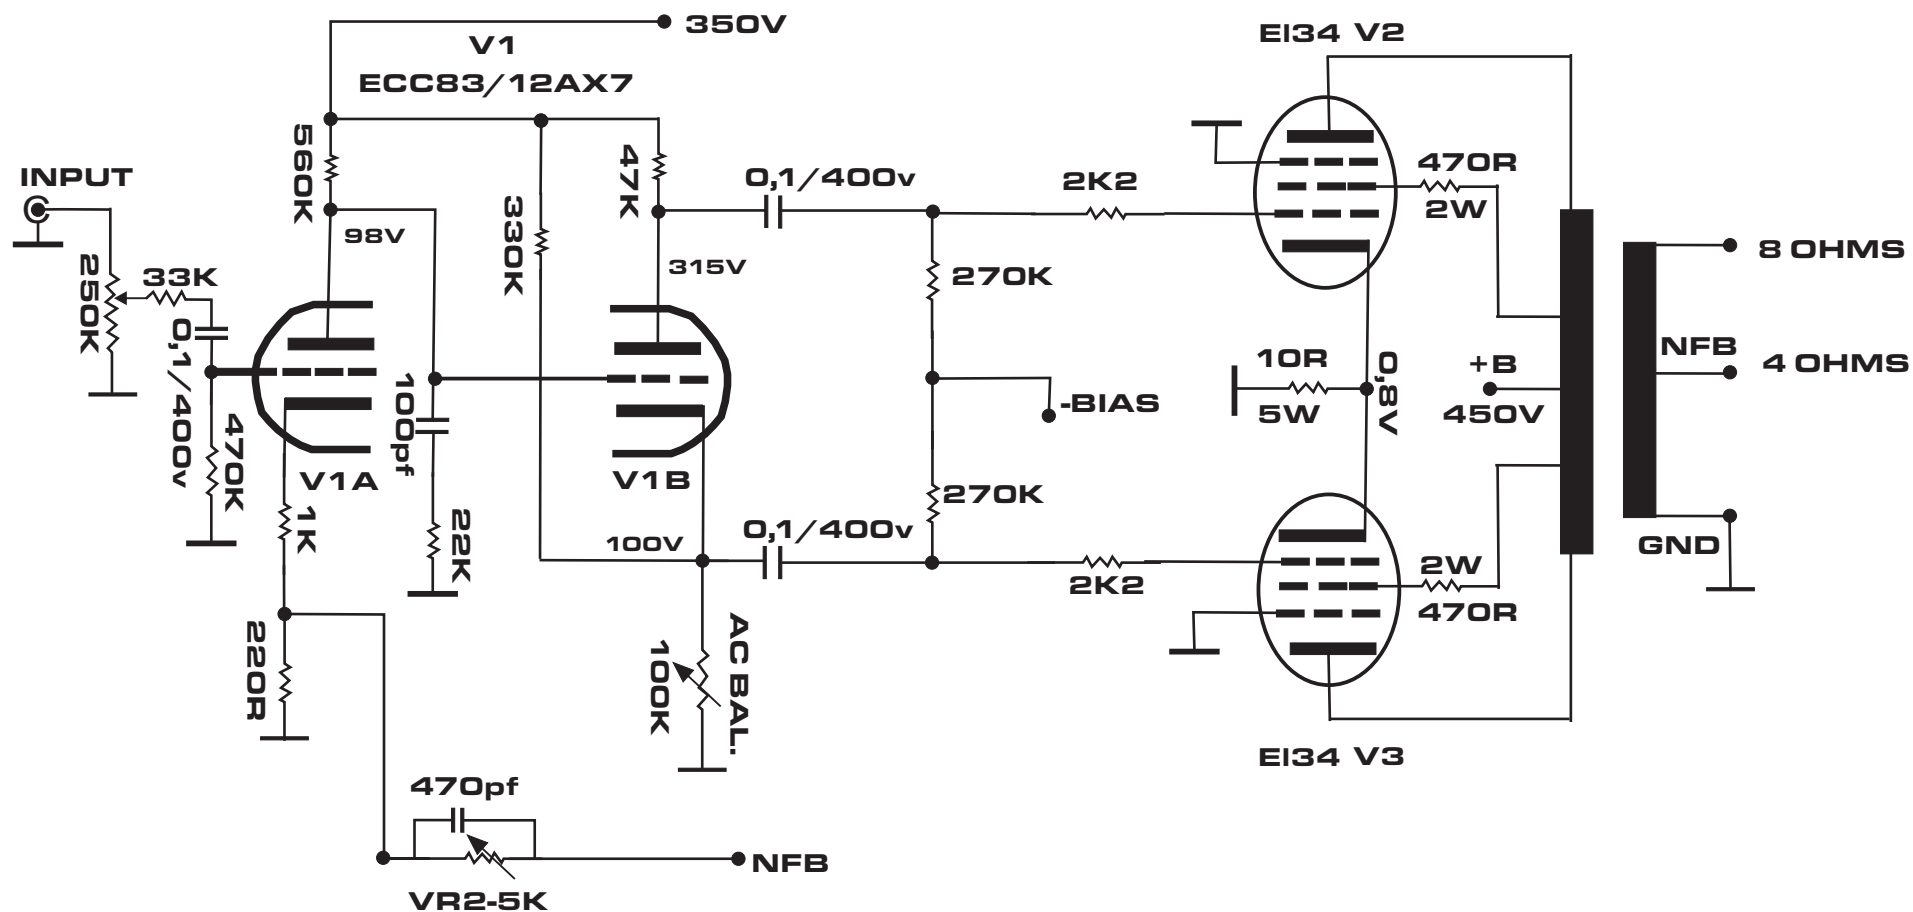 350V
V1
ECC83/12AX7
EI34 V2
INPUT
560K
47K
0,1/400v
2K2
470R
2W
330K
98V
315V
250K
33K
0,1/400v
470K
100pf
V1A
V1B
270K
-BIAS
270K
10R
5W
0,8V
+B
450V
8 OHMS
NFB
4 OHMS
GND
1K
22K
100V
0,1/400v
2K2
2W
470R
220R
100K
AC BAL.
EI34 V3
470pf
NFB
VR2-5K